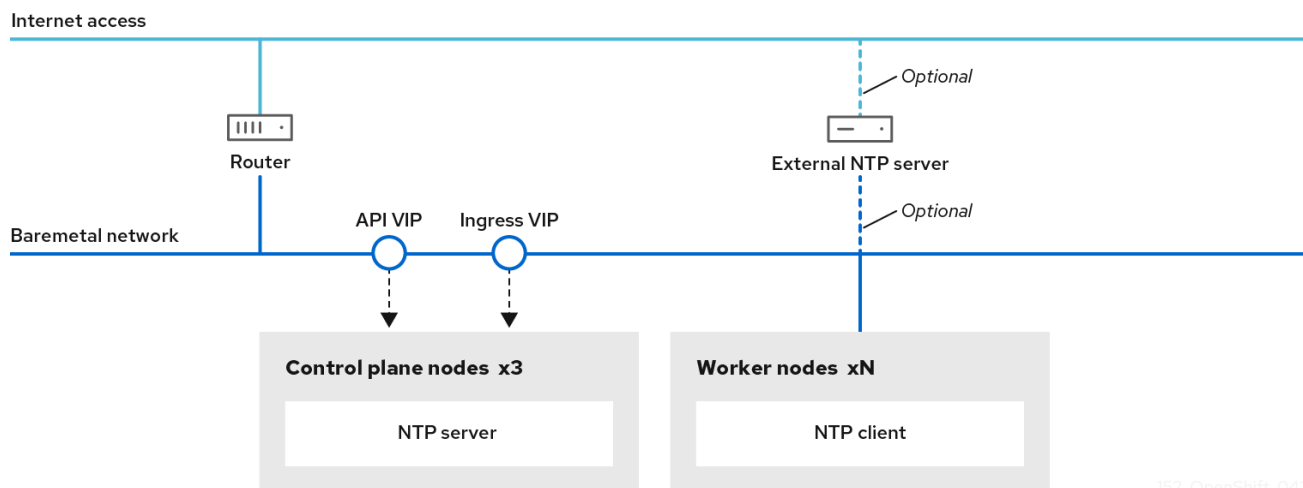 Internet access
Optional
Router
External NTP server
API VIP
Ingress VIP
Optional
Baremetal network
Control plane nodes x3
Worker nodes xN
NTP server
NTP client